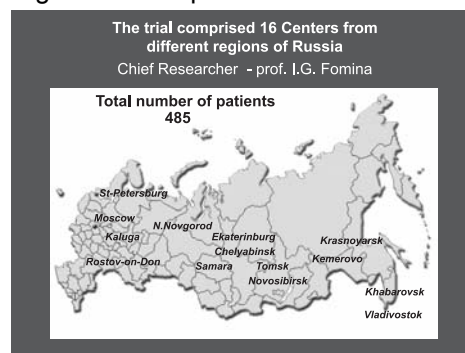 The trial comprised 16 Centers from
different regions of Russia
Chief Researcher - prof. I.G. Fomina
Total number of patients
485
St-Petersburg
Moscow
N.Novgorod
Kaluga
Ekaterinburg
Krasnoyarsk
Chelyabinsk
Rostov-on-Don
Samara
Tomsk
Kemerovo
Novosibirsk
Khabarovsk
Vladivostok